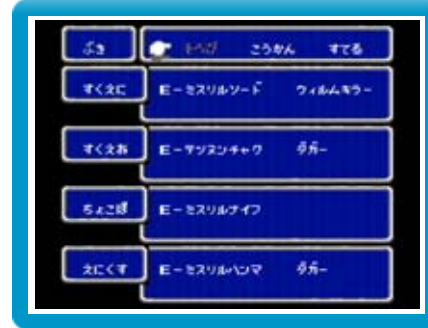 ぶき そうび こうかん すてる
すくえに E-ミスリルソード ウィルムキラー
すくえお E-サツヌンチャク ダガー
ちょこぼ E-ミスリルナイフ
えにくす E-ミスリルハンマ ダガー